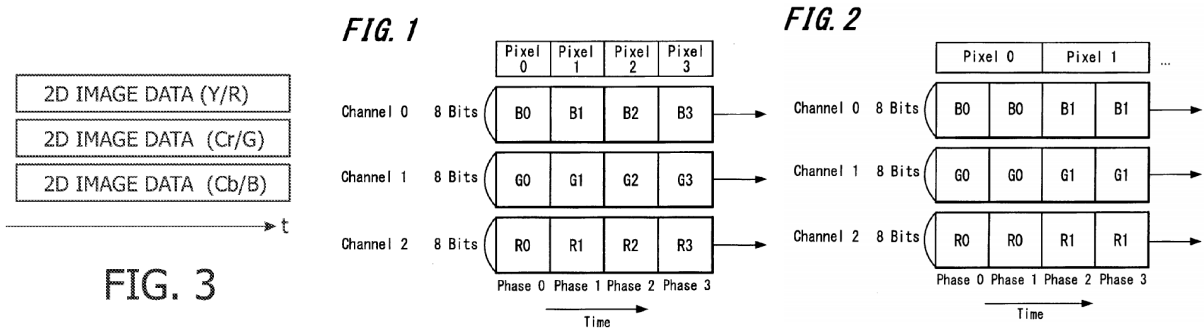 2D IMAGE DATA (Y/R)
2D IMAGE DATA (Cr/G)
2D IMAGE DATA (Cb/B)
t
FIG. 3
FIG. 1
Pixel 0 Pixel 1 Pixel 2 Pixel 3
Channel 0 8 Bits B0 B1 B2 B3
Channel 1 8 Bits G0 G1 G2 G3
Channel 2 8 Bits R0 R1 R2 R3
Phase 0 Phase 1 Phase 2 Phase 3
Time
FIG. 2
Pixel 0 Pixel 1 ...
Channel 0 8 Bits B0 B0 B1 B1
Channel 1 8 Bits G0 G0 G1 G1
Channel 2 8 Bits R0 R0 R1 R1
Phase 0 Phase 1 Phase 2 Phase 3
Time